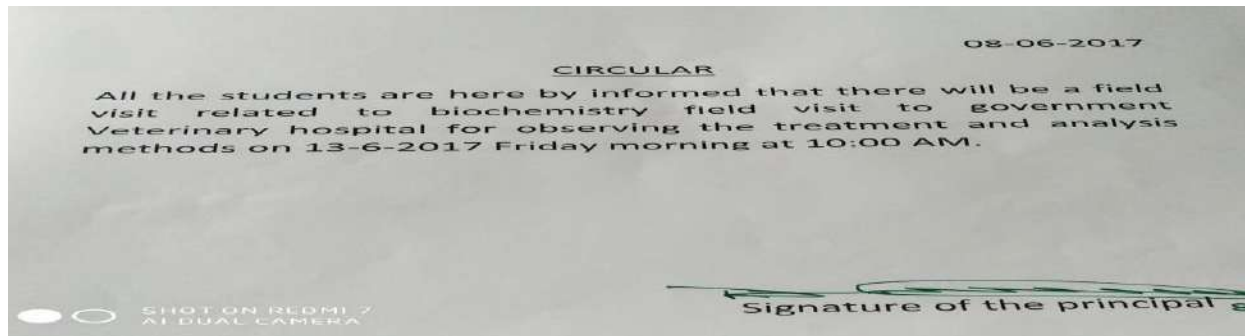 08-06-2017
CIRCULAR
All the students are here by informed that there will be a field
visit related to biochemistry field visit to government
Veterinary hospital for observing the treatment and analysis
methods on 13-6-2017 Friday morning at 10:00 AM.
Signature of the principal
SHOT ON REDMI 7
AI DUAL CAMERA